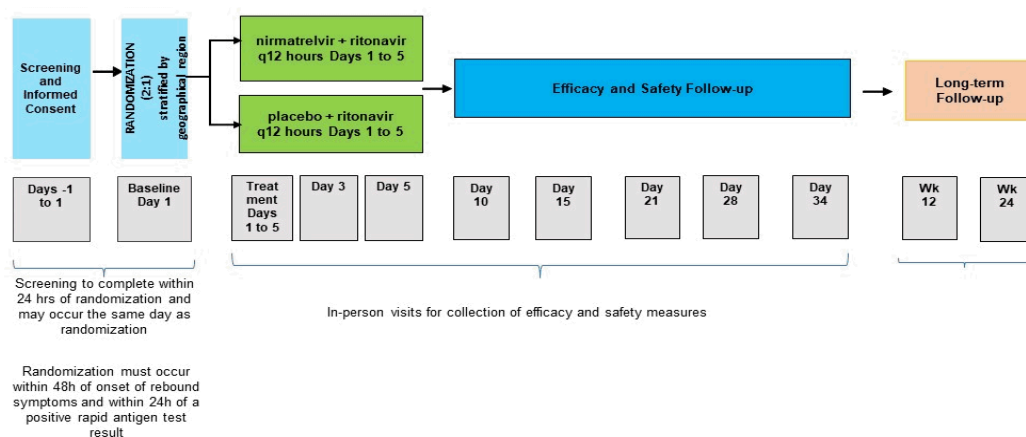 Screening
and
Informed
Consent
RANDOMIZATION
(2:1)
stratified by
geographical region
nirmatrelvir + ritonavir
q12 hours Days 1 to 5
placebo + ritonavir
q12 hours Days 1 to 5
Efficacy and Safety Follow-up
Long-term
Follow-up
Days -1
to 1
Baseline
Day 1
Treat
ment
Days
1 to 5
Day 3
Day 5
Day
10
Day
15
Day
21
Day
28
Day
34
Wk
12
Wk
24
Screening to complete within
24 hrs of randomization and
may occur the same day as
randomization
In-person visits for collection of efficacy and safety measures
Randomization must occur
within 48h of onset of rebound
symptoms and within 24h of a
positive rapid antigen test
result